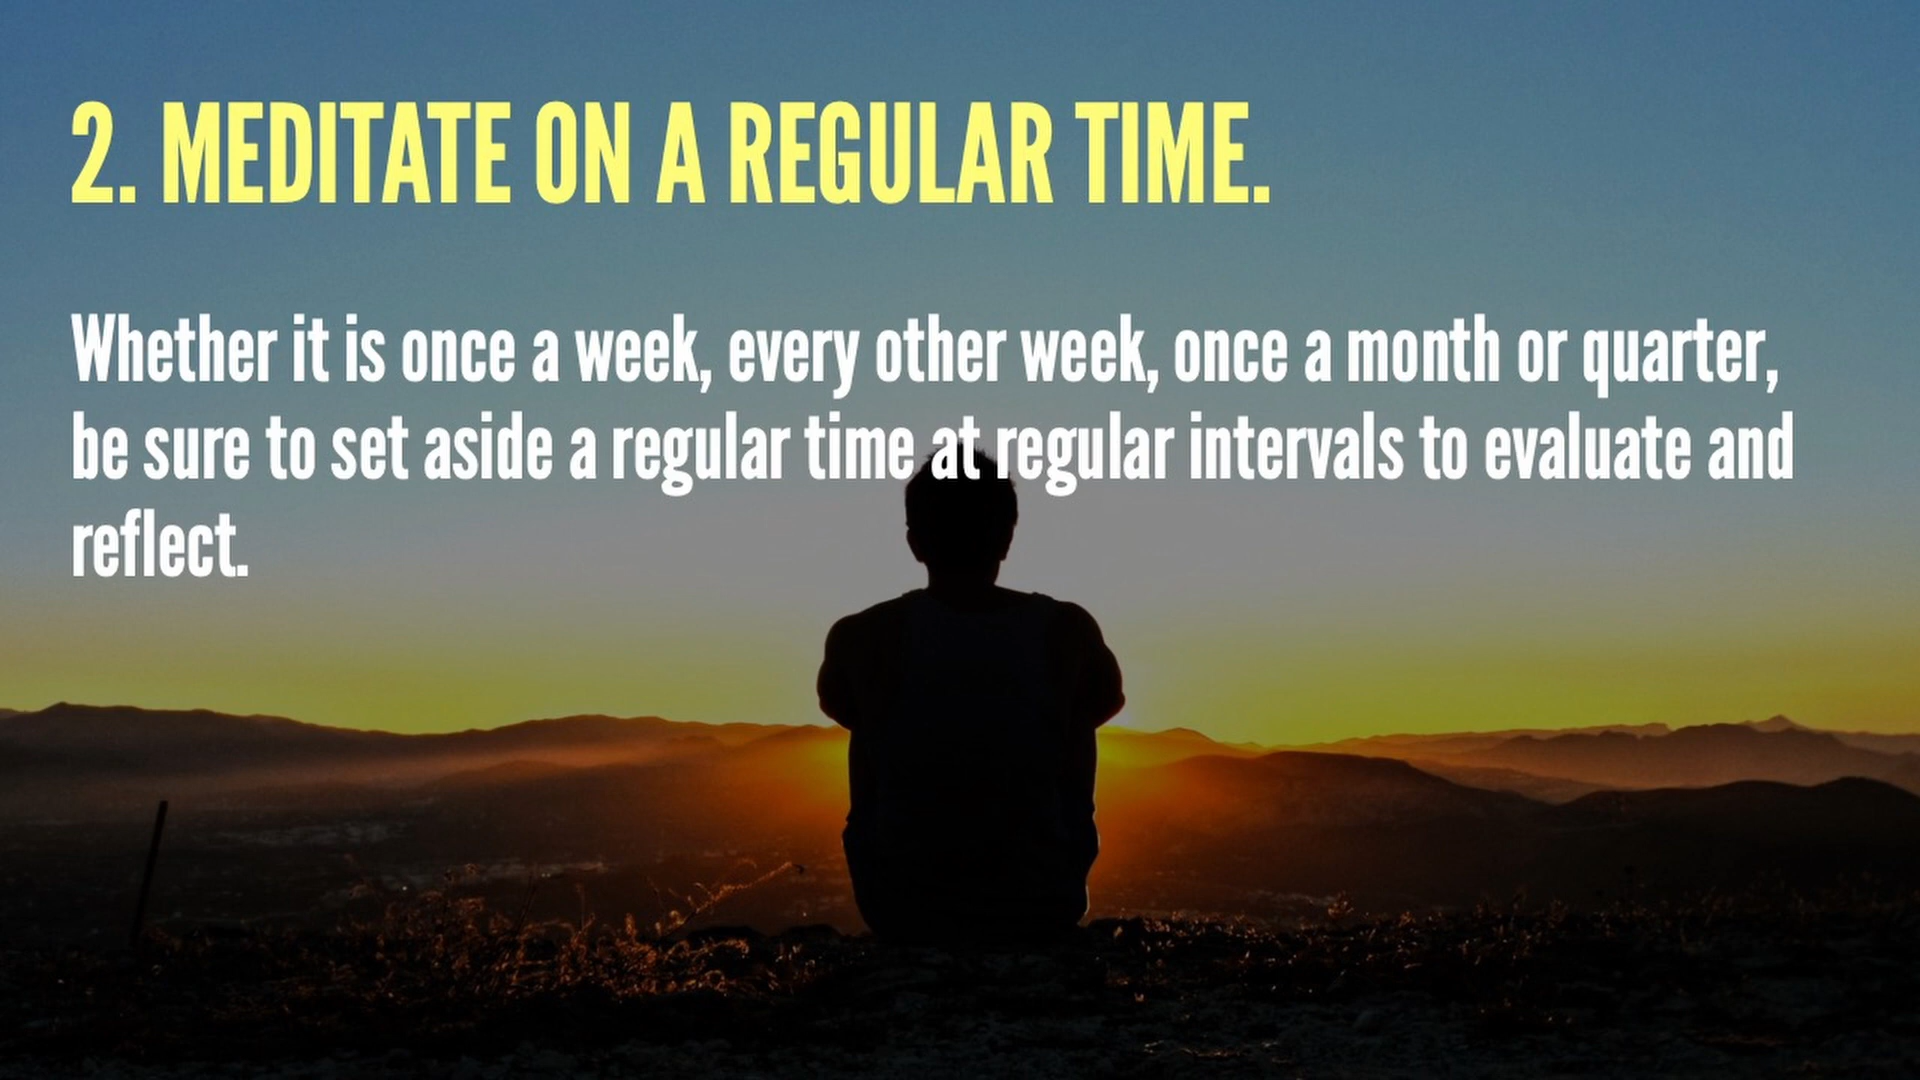 2. MEDITATE ON A REGULAR TIME.
Whether it is once a week, every other week, once a month or quarter,
be sure to set aside a regular time at regular intervals to evaluate and
reflect.